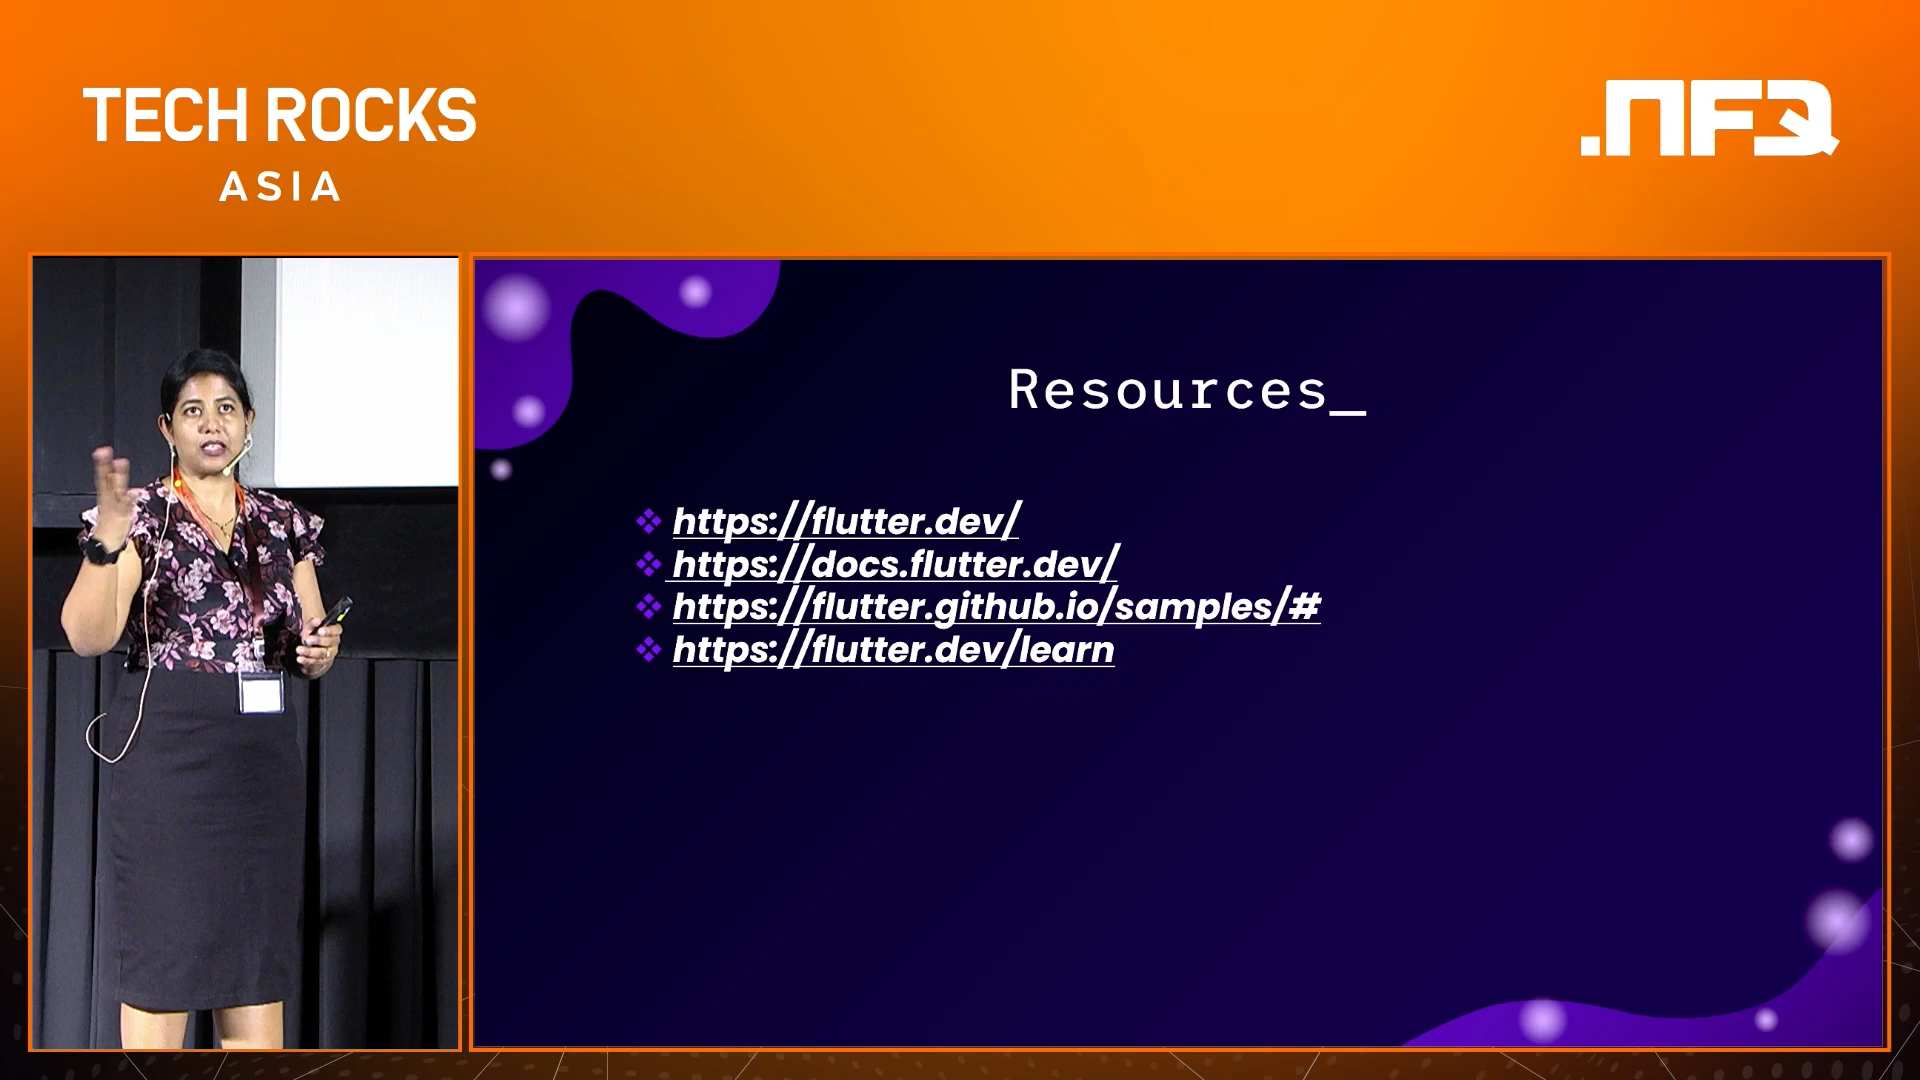 TECH ROCKS
ASIA
.NFQ
Resources_
https://flutter.dev/
https://docs.flutter.dev/
https://flutter.github.io/samples/#
https://flutter.dev/learn